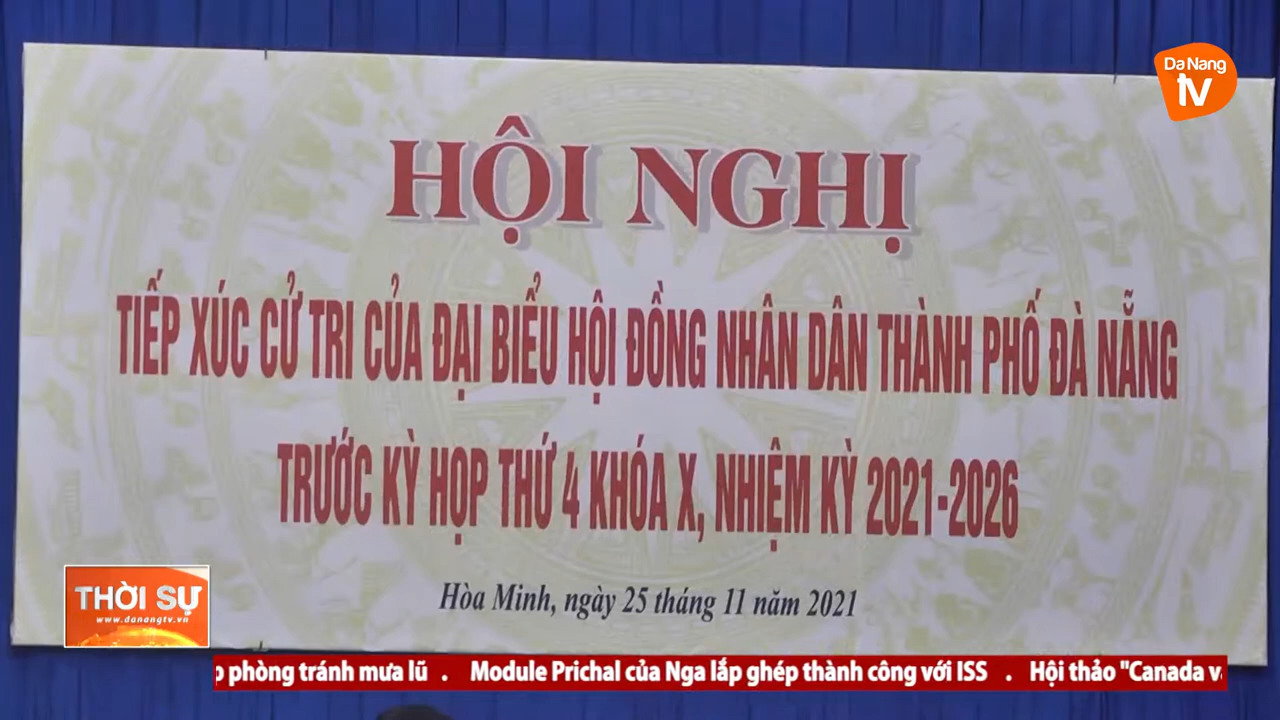 Da Nang
tv
HỘI NGHỊ
TIẾP XÚC CỬ TRI CỦA ĐẠI BIỂU HỘI ĐỒNG NHÂN DÂN THÀNH PHỐ ĐÀ NẴNG
TRƯỚC KỲ HỌP THỨ 4 KHÓA X, NHIỆM KỲ 2021-2026
Hòa Minh, ngày 25 tháng 11 năm 2021
THỜI SỰ
www.danangtv.vn
phòng tránh mưa lũ . Module Prichal của Nga lắp ghép thành công với ISS . Hội thảo "Canada